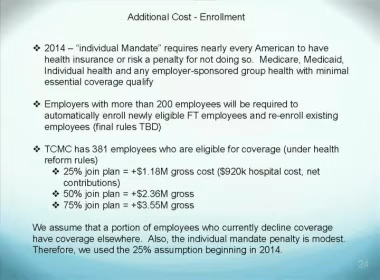 Additional Cost - Enrollment
❖ 2014 – “individual Mandate” requires nearly every American to have
health insurance or risk a penalty for not doing so. Medicare, Medicaid,
Individual health and any employer-sponsored group health with minimal
essential coverage qualify
❖ Employers with more than 200 employees will be required to
automatically enroll newly eligible FT employees and re-enroll existing
employees (final rules TBD)
❖ TCMC has 381 employees who are eligible for coverage (under health
reform rules)
❖ 25% join plan = +$1.18M gross cost ($920k hospital cost, net
contributions)
❖ 50% join plan = +$2.36M gross
❖ 75% join plan = +$3.55M gross
We assume that a portion of employees who currently decline coverage
have coverage elsewhere. Also, the individual mandate penalty is modest.
Therefore, we used the 25% assumption beginning in 2014.
24